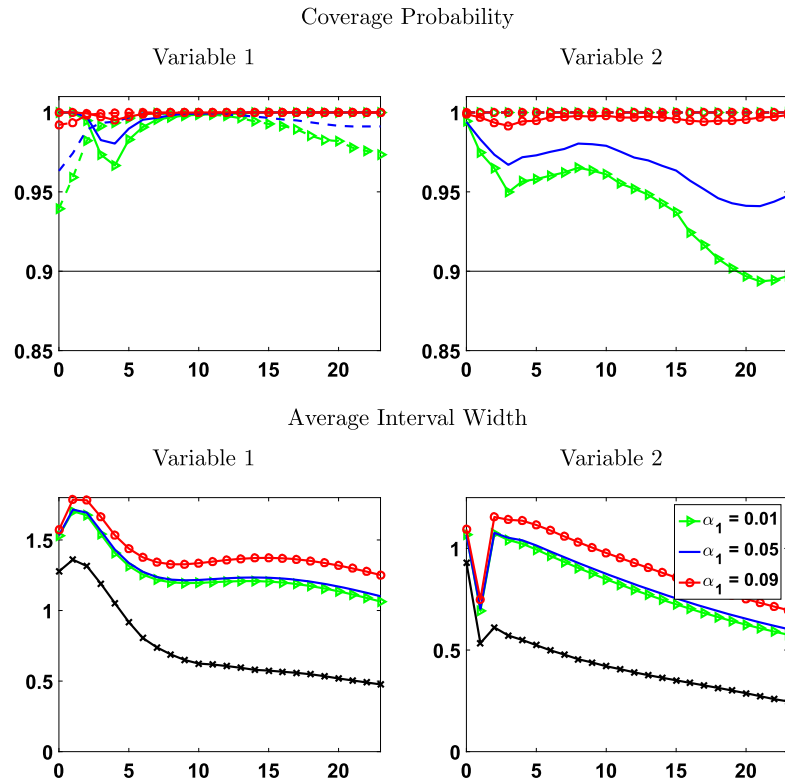 Coverage Probability
Variable 1
Variable 2
1
0.95
0.9
0.85
0 5 10 15 20
1
0.95
0.9
0.85
0 5 10 15 20
Average Interval Width
Variable 1
Variable 2
1.5
1
0.5
0
0 5 10 15 20
1
0.5
0
0 5 10 15 20
α1 = 0.01
α1 = 0.05
α1 = 0.09